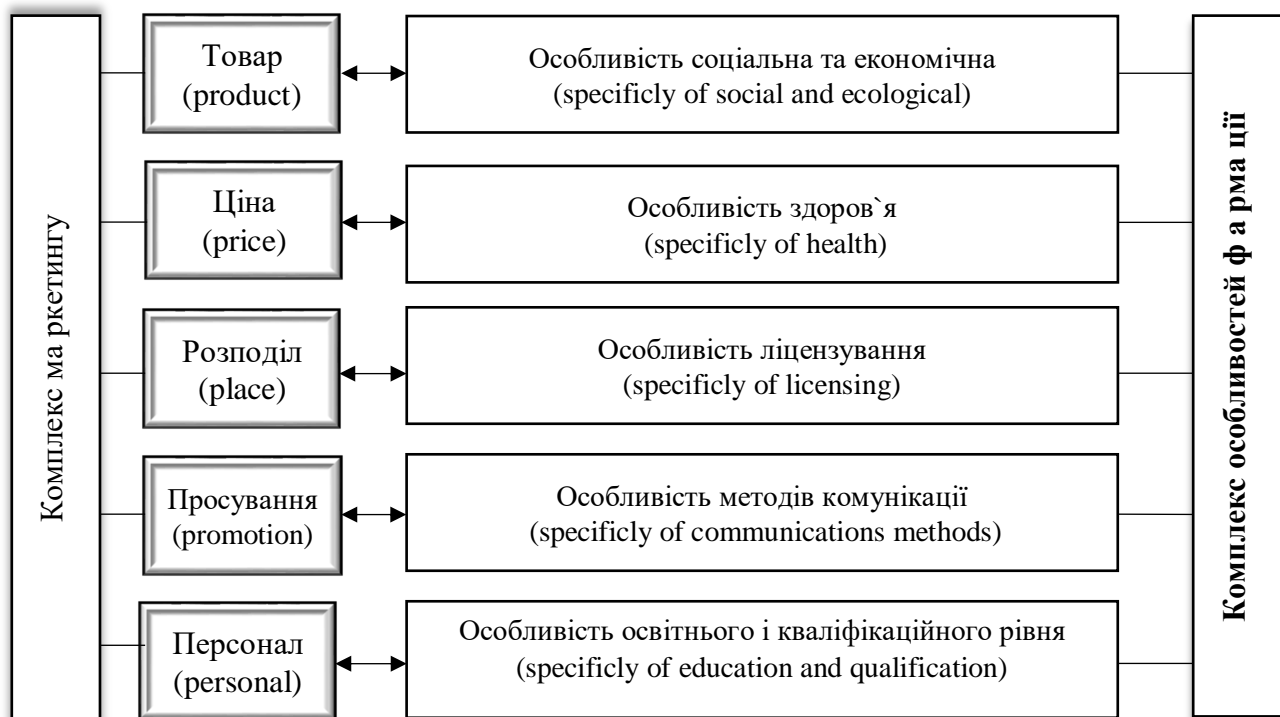 Комплекс ма ркетингу
Товар
(product)
Особливість соціальна та економічна
(specificly of social and ecological)
Ціна
(price)
Особливість здоров`я
(specificly of health)
Розподіл
(place)
Особливість ліцензування
(specificly of licensing)
Просування
(promotion)
Особливість методів комунікації
(specificly of communications methods)
Персонал
(personal)
Особливість освітнього і кваліфікаційного рівня
(specificly of education and qualification)
Комплекс особливостей ф а рма ції